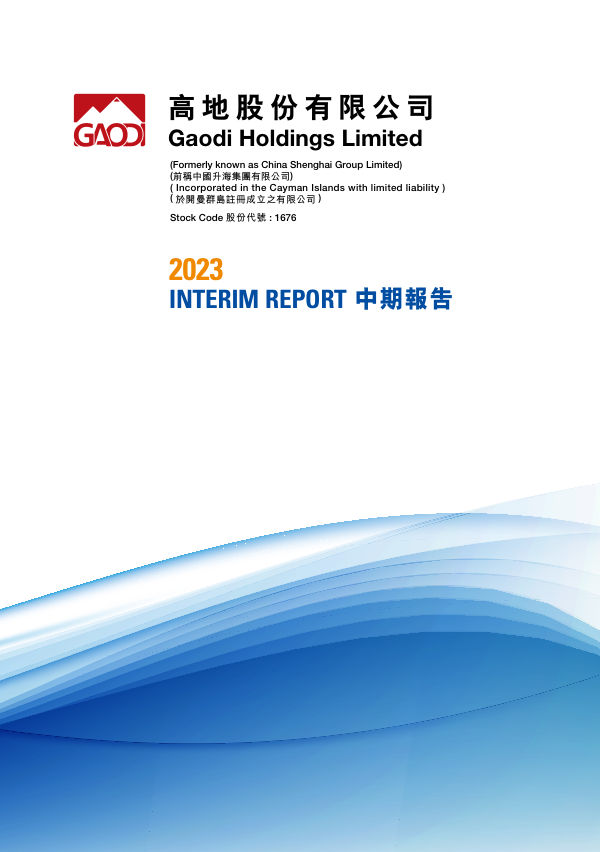 GAODI
高地股份有限公司
Gaodi Holdings Limited
(Formerly known as China Shenghai Group Limited)
(前稱中國升海集團有限公司)
( Incorporated in the Cayman Islands with limited liability )
( 於開曼群島註冊成立之有限公司 )
Stock Code 股份代號 : 1676
2023
INTERIM REPORT 中期報告